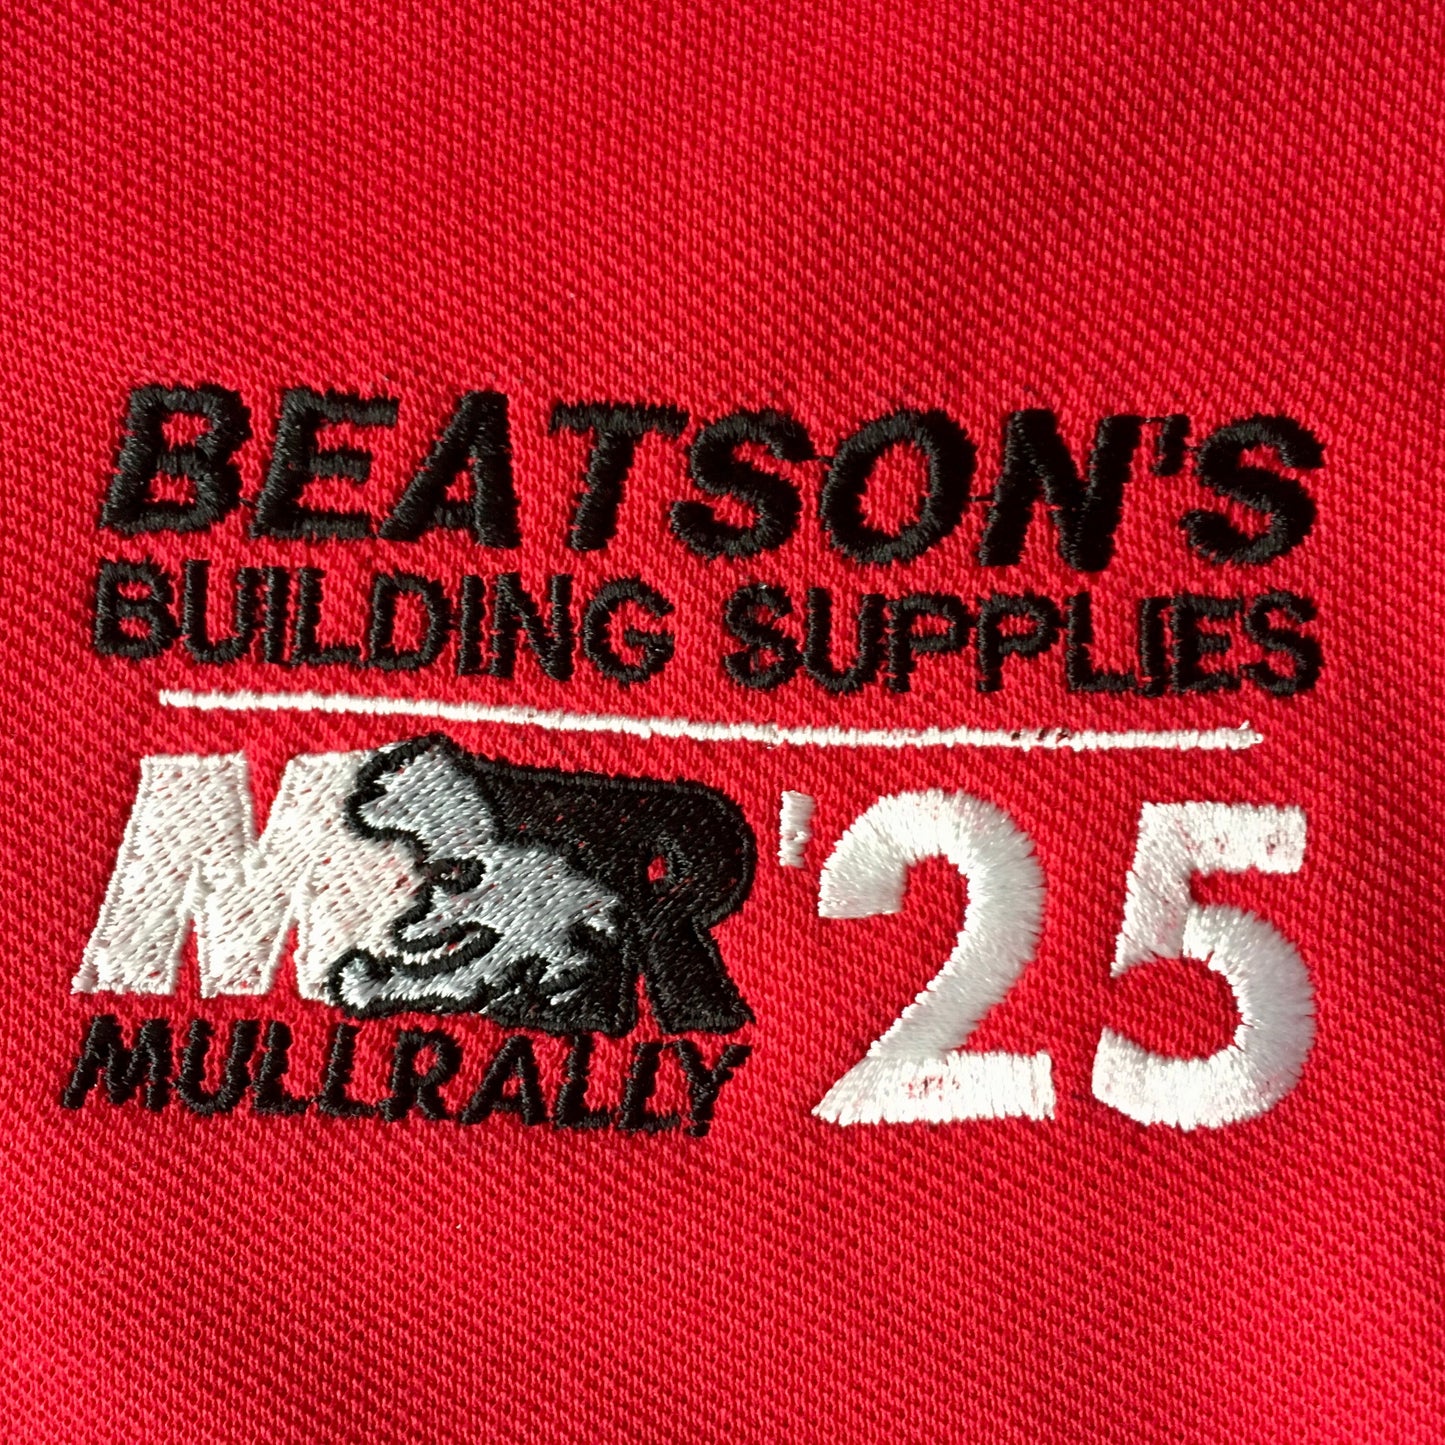 BEATSON'S
BUILDING SUPPLIES
MR '25
MULLRALLY